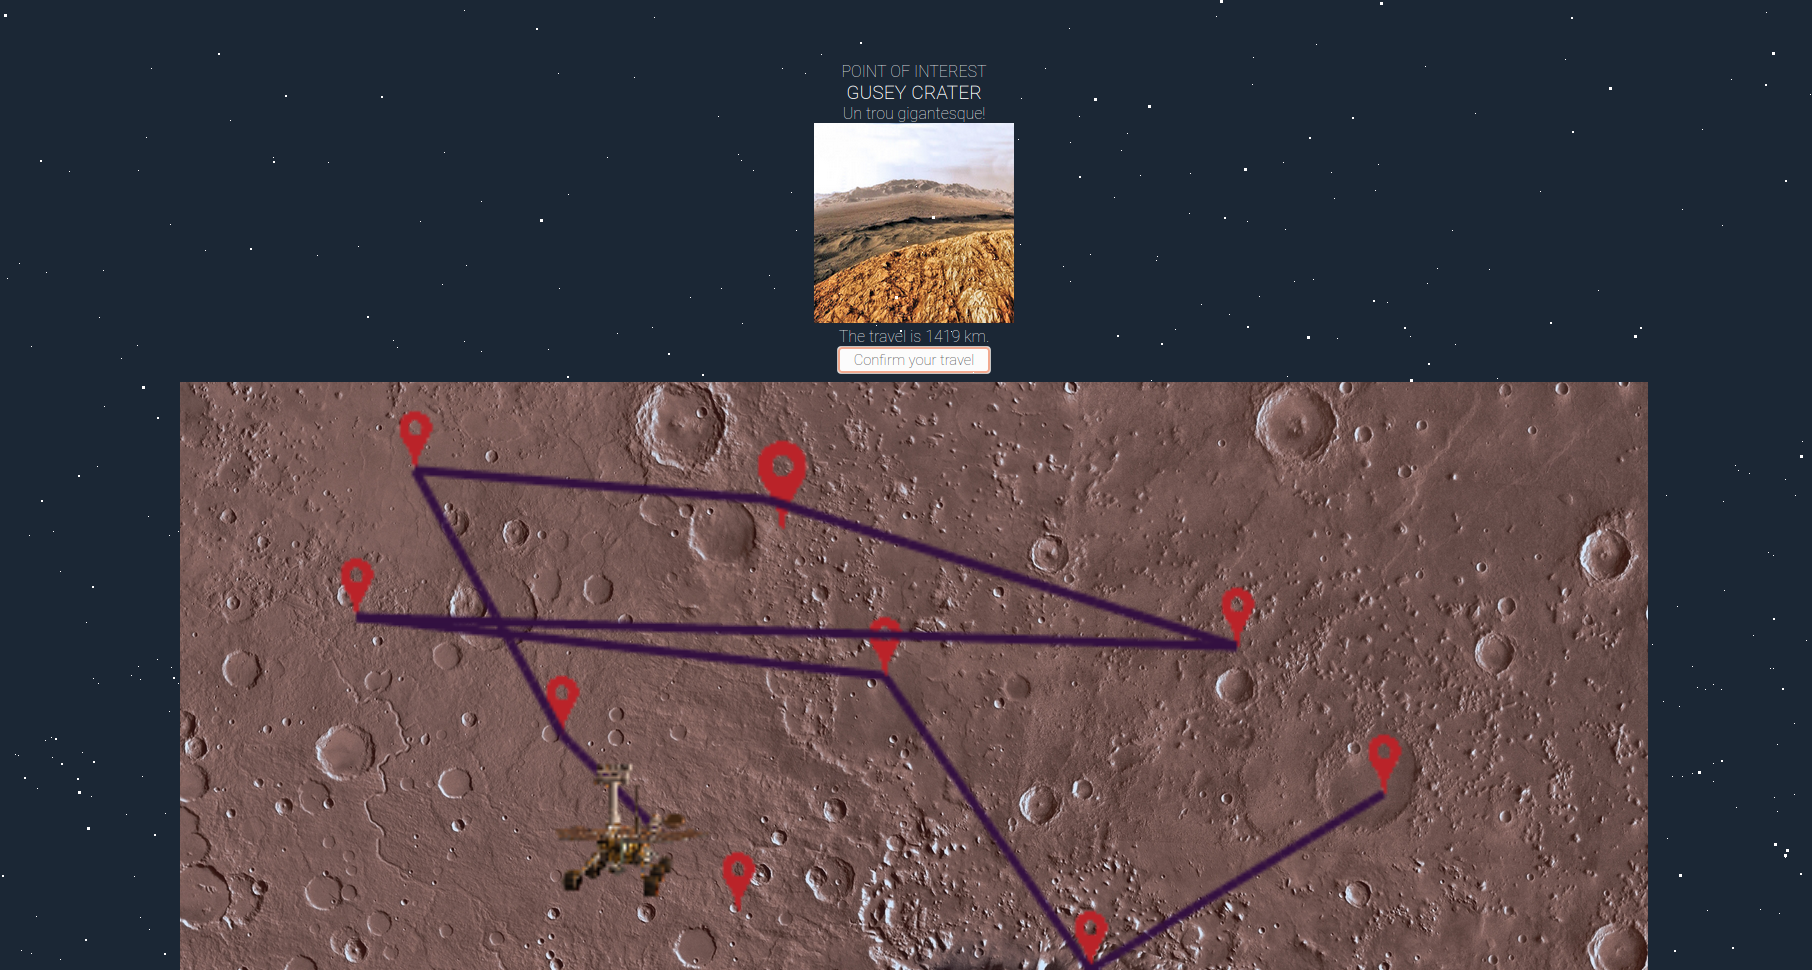 POINT OF INTEREST
GUSEY CRATER
Un trou gigantesque!
The travel is 1419 km.
Confirm your travel